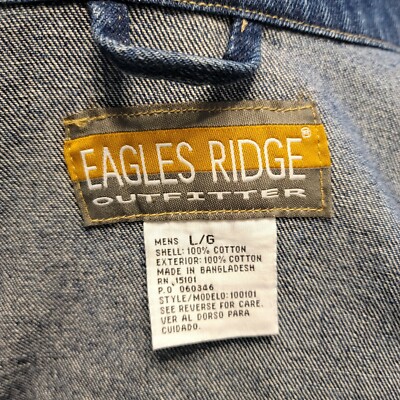 EAGLES RIDGE®
OUTFITTER
MENS L/G
SHELL: 100% COTTON
EXTERIOR: 100% COTTON
MADE IN BANGLADESH
RN 15101
P.O 060346
STYLE/MODELO: 100101
SEE REVERSE FOR CARE.
VER AL DORSO PARA
CUIDADO.